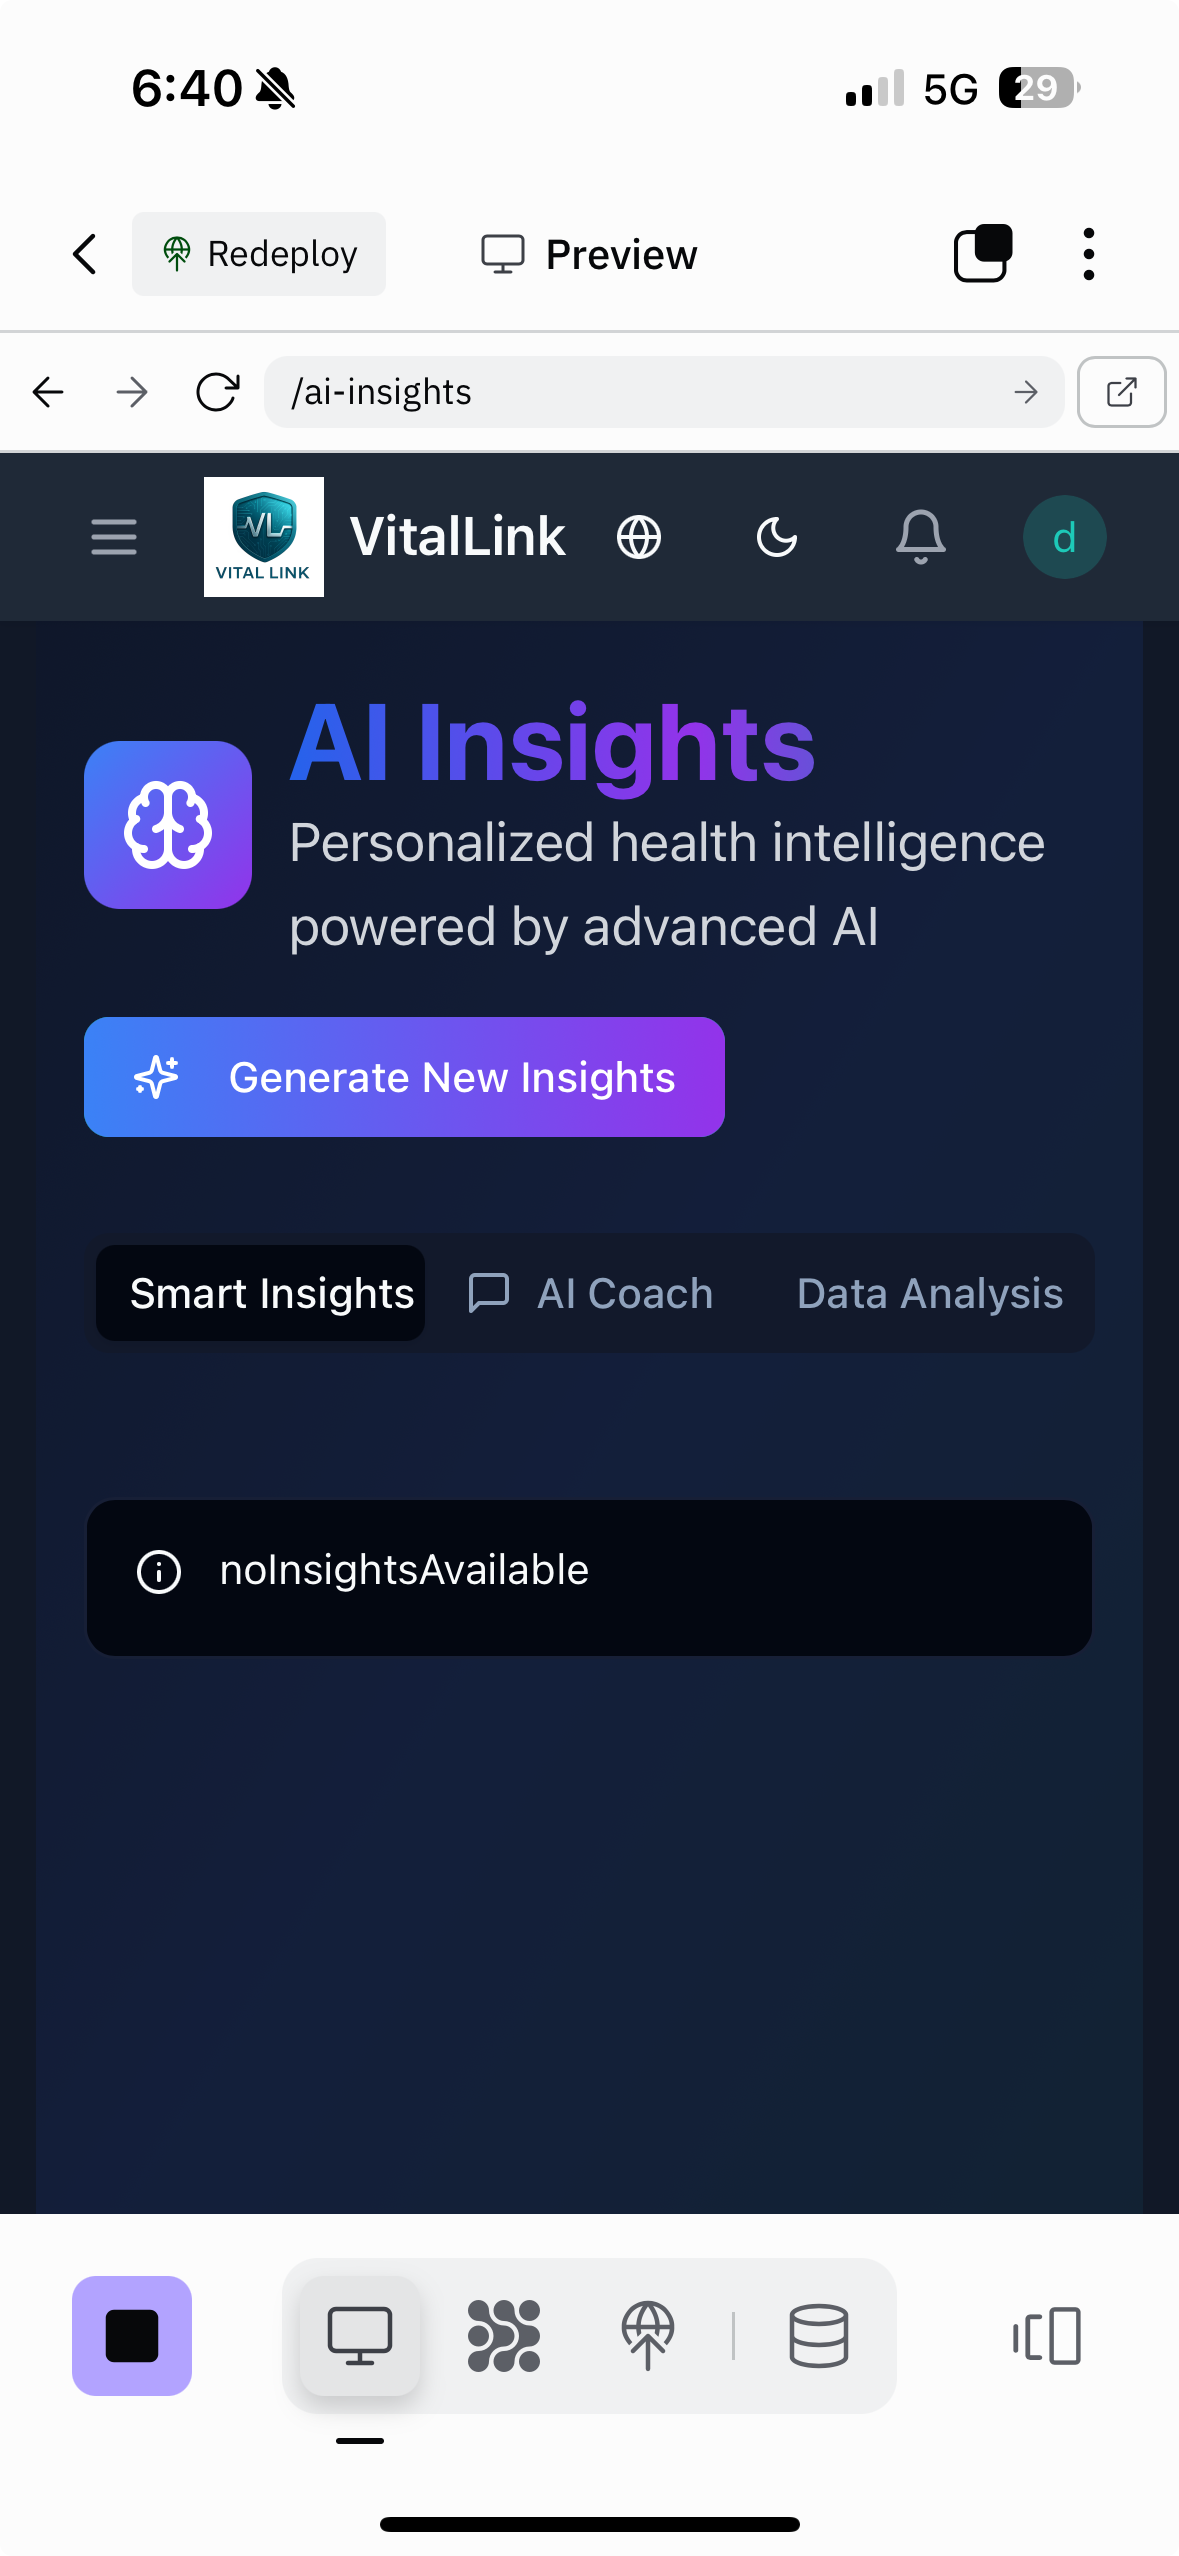 6:40
5G
29
Redeploy
Preview
/ai-insights
VL
VITAL LINK
VitalLink
d
AI Insights
Personalized health intelligence
powered by advanced AI
Generate New Insights
Smart Insights
AI Coach
Data Analysis
noInsightsAvailable